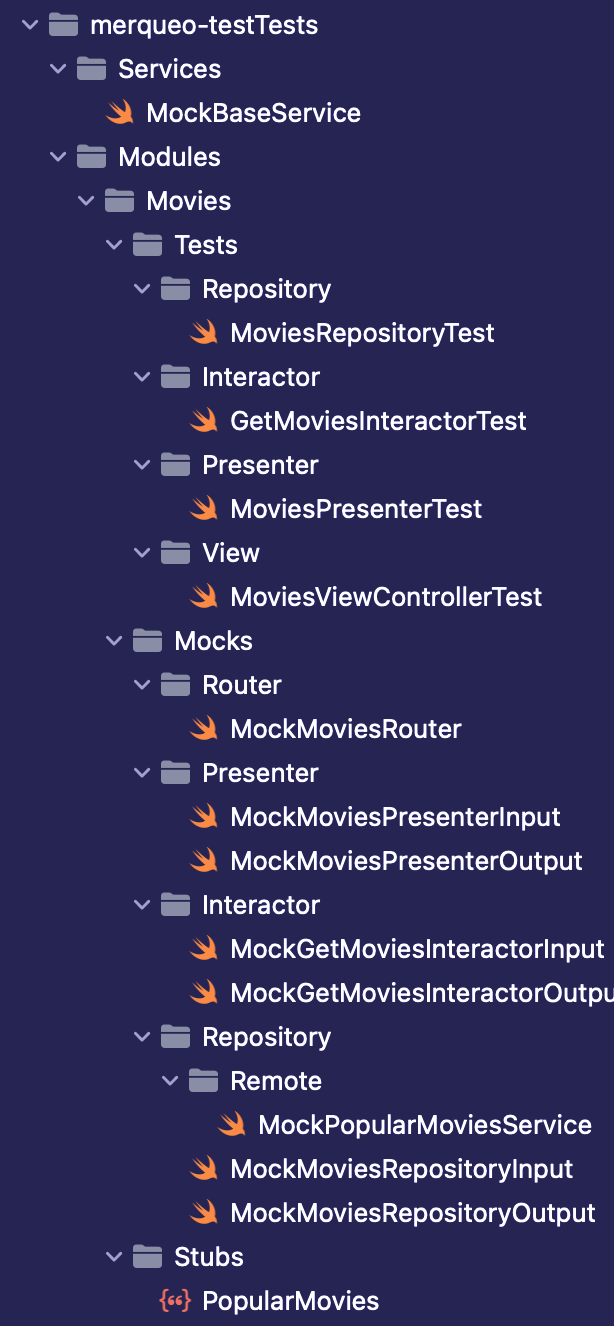 merqueo-testTests
Services
MockBaseService
Modules
Movies
Tests
Repository
MoviesRepositoryTest
Interactor
GetMoviesInteractorTest
Presenter
MoviesPresenterTest
View
MoviesViewControllerTest
Mocks
Router
MockMoviesRouter
Presenter
MockMoviesPresenterInput
MockMoviesPresenterOutput
Interactor
MockGetMoviesInteractorInput
MockGetMoviesInteractorOutpu
Repository
Remote
MockPopularMoviesService
MockMoviesRepositoryInput
MockMoviesRepositoryOutput
Stubs
PopularMovies